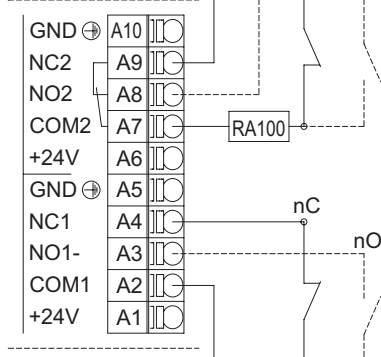 GND A10
NC2 A9
NO2 A8
COM2 A7 RA100
+24V A6
GND A5
NC1 A4 nC
NO1- A3 nO
COM1 A2
+24V A1